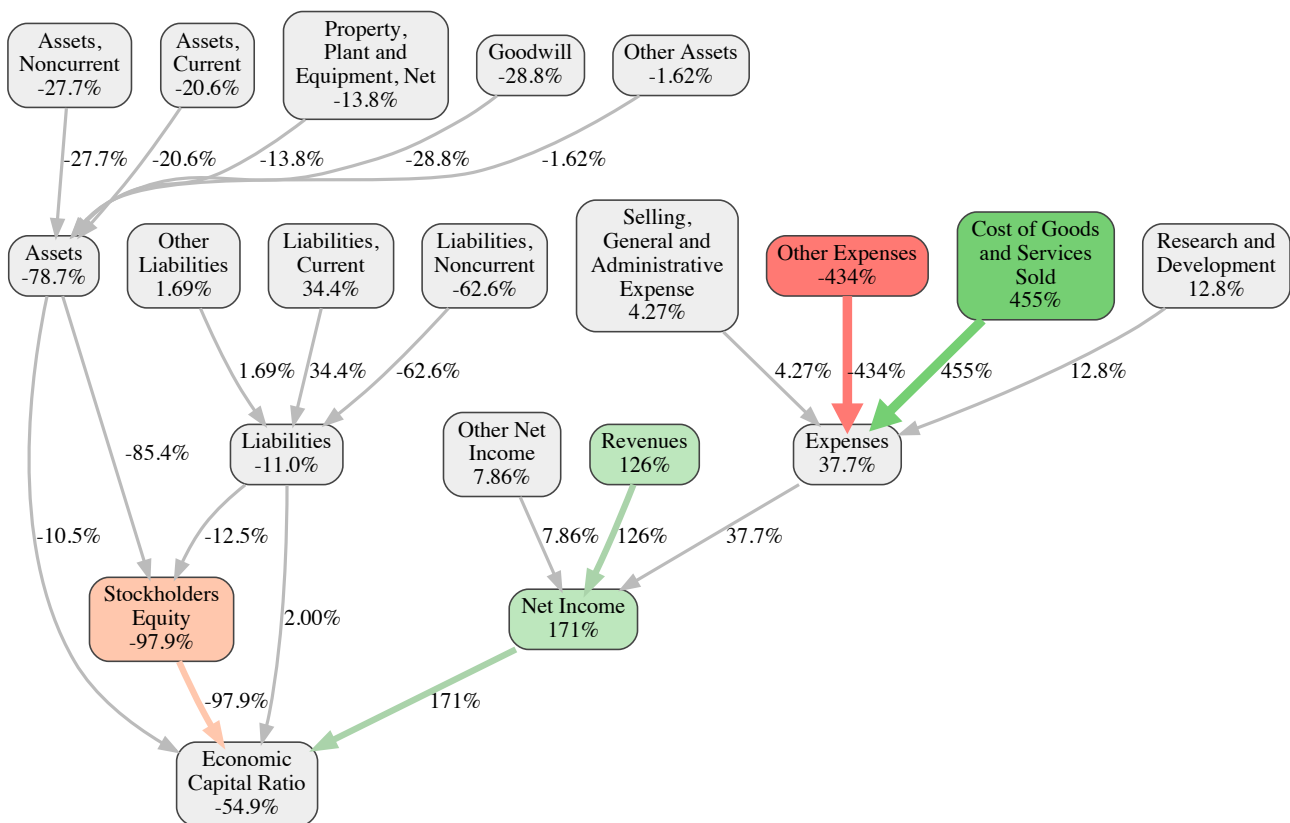 Assets,
Noncurrent
-27.7%
Assets,
Current
-20.6%
Property,
Plant and
Equipment, Net
-13.8%
Goodwill
-28.8%
Other Assets
-1.62%
-27.7%
-20.6%
-13.8%
-28.8%
-1.62%
Assets
-78.7%
Other
Liabilities
1.69%
Liabilities,
Current
34.4%
Liabilities,
Noncurrent
-62.6%
Selling,
General and
Administrative
Expense
4.27%
Other Expenses
-434%
Cost of Goods
and Services
Sold
455%
Research and
Development
12.8%
1.69%
34.4%
-62.6%
4.27%
-434%
455%
12.8%
-85.4%
Liabilities
-11.0%
Other Net
Income
7.86%
Revenues
126%
Expenses
37.7%
-10.5%
-12.5%
7.86%
126%
37.7%
Stockholders
Equity
-97.9%
2.00%
Net Income
171%
-97.9%
171%
Economic
Capital Ratio
-54.9%